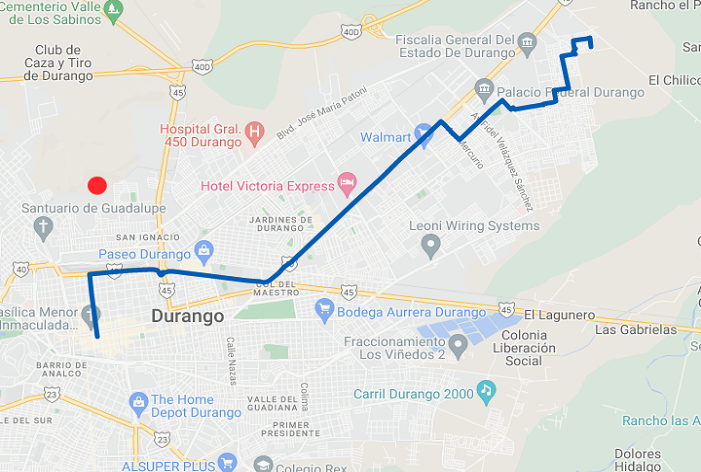 Cementerio Valle
de Los Sabinos
Rancho el P
Club de
Caza y Tiro
de Durango
40D
40D
45
Fiscalia General Del
Estado De Durango
San
El Chilico
Palacio Federal Durango
Blvd. José María Patoni
Hospital Gral.
450 Durango
Walmart
Mercurio
Av Fidel Velázquez Sánchez
Hotel Victoria Express
Santuario de Guadalupe
JARDINES DE
DURANGO
Leoni Wiring Systems
SAN IGNACIO
Paseo Durango
40
40
45
45
COL DEL
MAESTRO
45
45
Basílica Menor
Inmaculada...
Durango
Bodega Aurrera Durango
El Lagunero
Las Gabrielas
Colonia
Liberación
Social
Fraccionamiento
Los Viñedos 2
Calle Nazas
BARRIO DE
ANALCO
23
23
Carril Durango 2000
Colima
The Home
Depot Durango
VALLE DEL
GUADIANA
PRIMER
PRESIDENTE
Rancho las A
LLE DEL SUR
Dolores
Hidalgo
ALSUPER PLUS
Colegio Rex